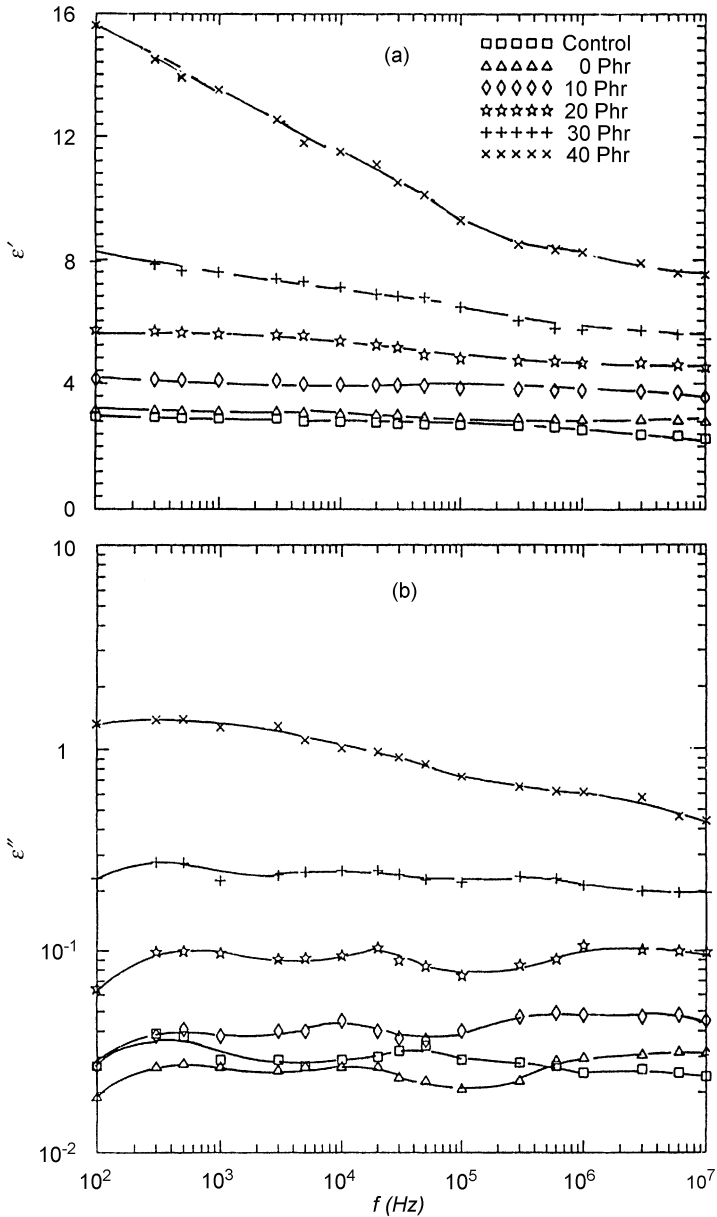 16
12
8
4
0
ε′
(a)
Control
0 Phr
10 Phr
20 Phr
30 Phr
40 Phr
10
1
10⁻¹
10⁻²
ε″
(b)
10² 10³ 10⁴ 10⁵ 10⁶ 10⁷
f (Hz)